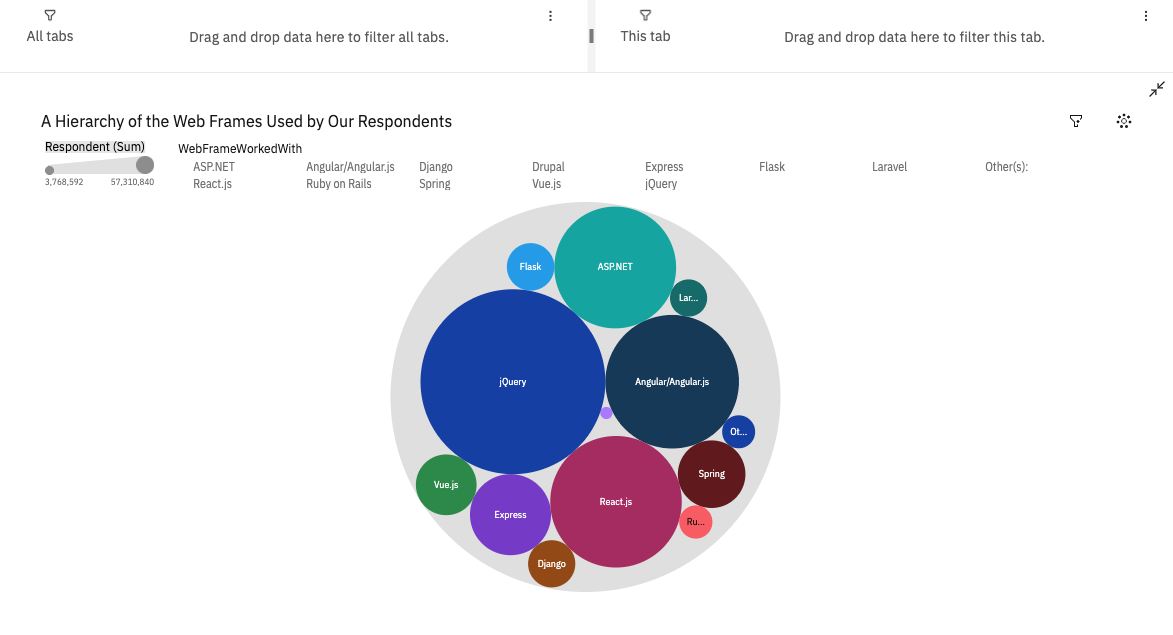 All tabs
Drag and drop data here to filter all tabs.
This tab
Drag and drop data here to filter this tab.
A Hierarchy of the Web Frames Used by Our Respondents
Respondent (Sum)
3,768,592 57,310,840
WebFrameWorkedWith
ASP.NET Angular/Angular.js Django Drupal Express Flask Laravel Other(s):
React.js Ruby on Rails Spring Vue.js jQuery
Flask
ASP.NET
Lar...
jQuery
Angular/Angular.js
Ot...
Spring
Vue.js
React.js
Express
Ru...
Django